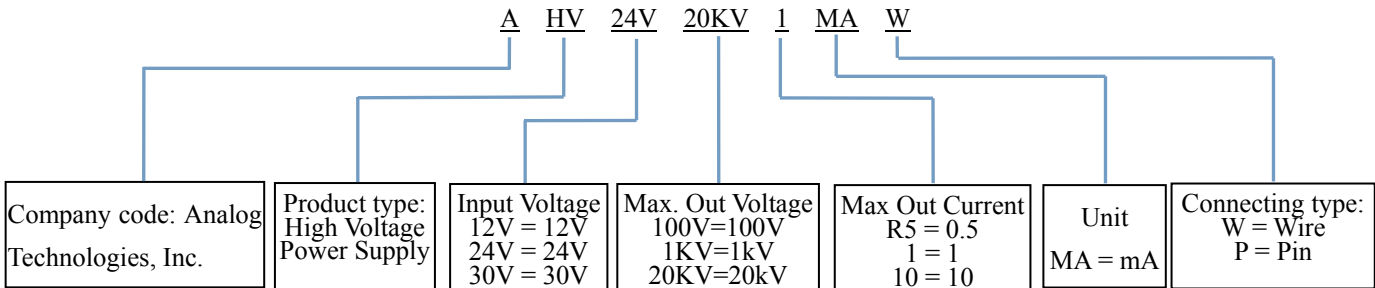 A HV 24V 20KV 1 MA W
Company code: Analog
Technologies, Inc.
Product type:
High Voltage
Power Supply
Input Voltage
12V = 12V
24V = 24V
30V = 30V
Max. Out Voltage
100V=100V
1KV=1kV
20KV=20kV
Max Out Current
R5 = 0.5
1 = 1
10 = 10
Unit
MA = mA
Connecting type:
W = Wire
P = Pin